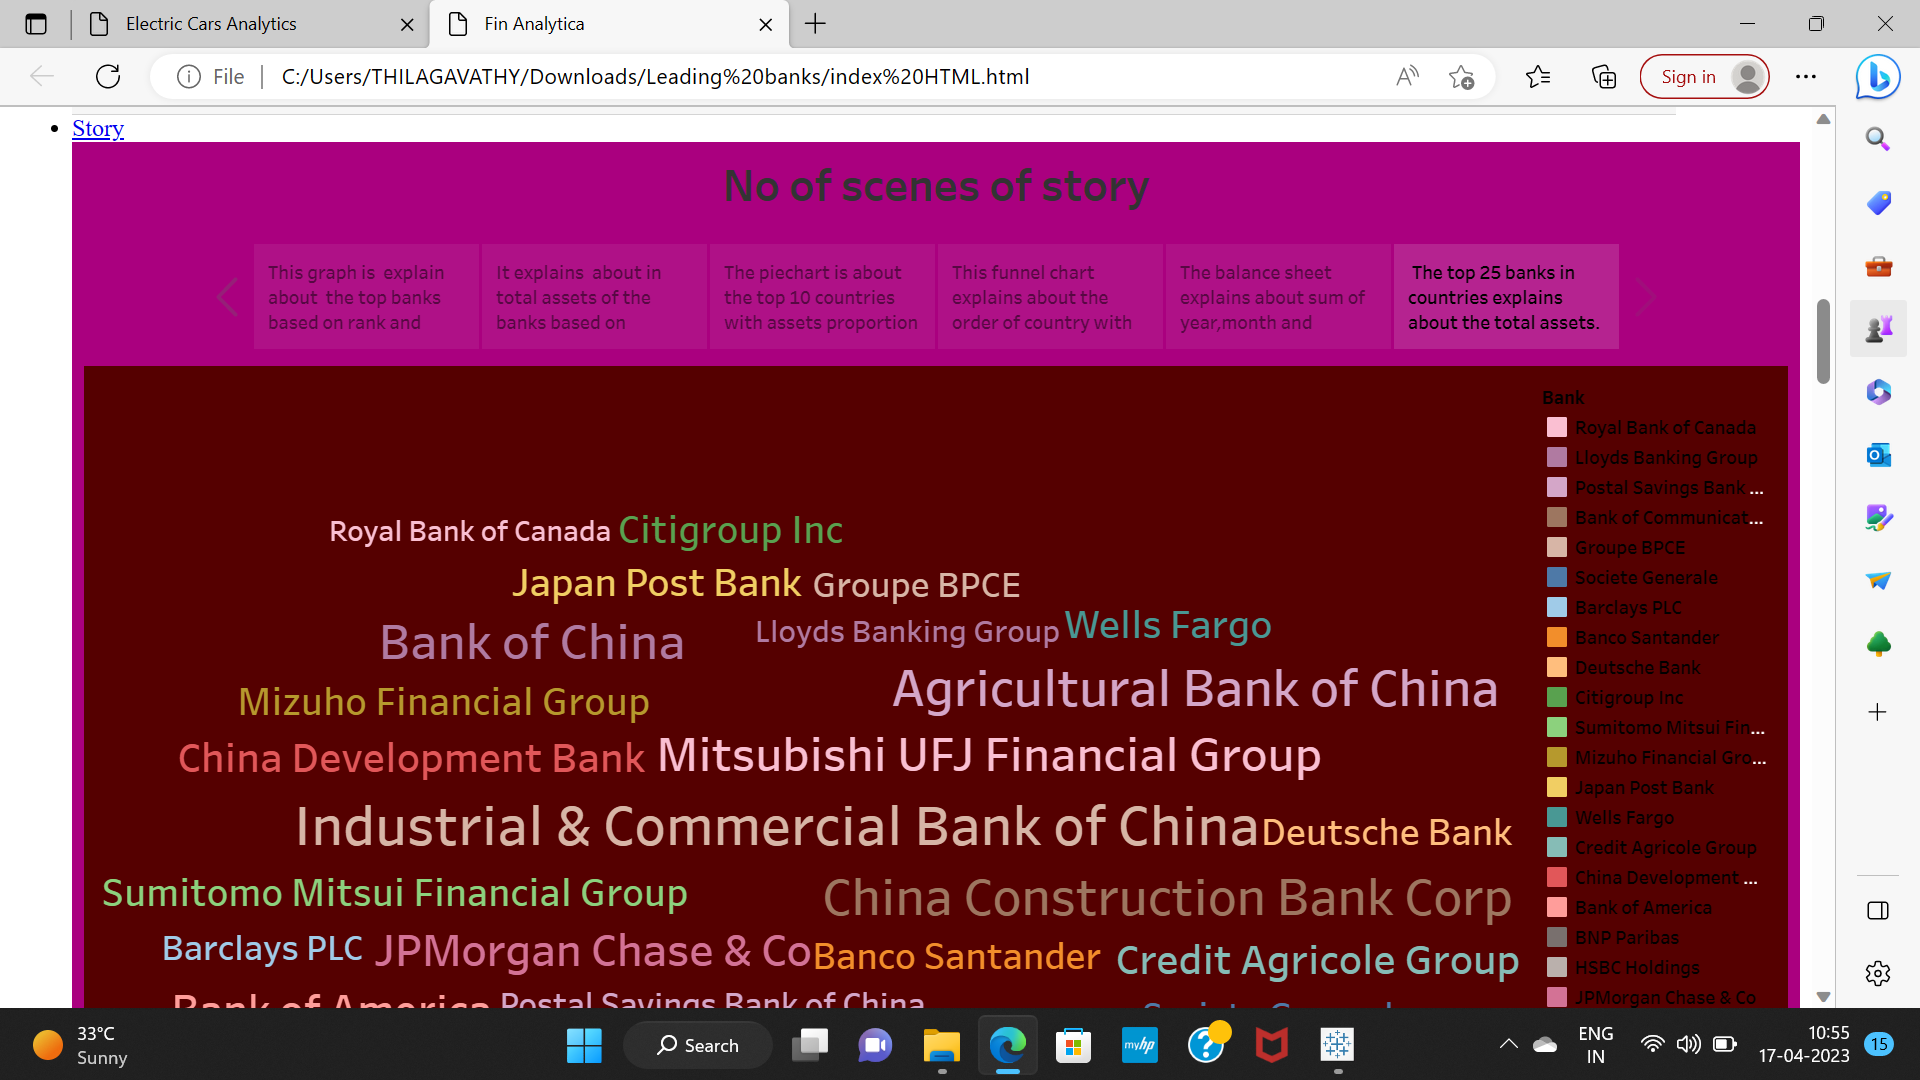 Electric Cars Analytics
Fin Analytica
File
C:/Users/THILAGAVATHY/Downloads/Leading%20banks/index%20HTML.html
Sign in
Story
No of scenes of story
This graph is explain
about the top banks
based on rank and
It explains about in
total assets of the
banks based on
The piechart is about
the top 10 countries
with assets proportion
This funnel chart
explains about the
order of country with
The balance sheet
explains about sum of
year,month and
The top 25 banks in
countries explains
about the total assets.
Royal Bank of Canada Citigroup Inc
Japan Post Bank Groupe BPCE
Bank of China Lloyds Banking Group Wells Fargo
Mizuho Financial Group Agricultural Bank of China
China Development Bank Mitsubishi UFJ Financial Group
Industrial & Commercial Bank of China Deutsche Bank
Sumitomo Mitsui Financial Group China Construction Bank Corp
Barclays PLC JPMorgan Chase & Co Banco Santander Credit Agricole Group
Bank of America Postal Savings Bank of China
Bank
Royal Bank of Canada
Lloyds Banking Group
Postal Savings Bank ...
Bank of Communicat...
Groupe BPCE
Societe Generale
Barclays PLC
Banco Santander
Deutsche Bank
Citigroup Inc
Sumitomo Mitsui Fin...
Mizuho Financial Gro...
Japan Post Bank
Wells Fargo
Credit Agricole Group
China Development ...
Bank of America
BNP Paribas
HSBC Holdings
JPMorgan Chase & Co
33°C
Sunny
Search
myhp
ENG
IN
10:55
17-04-2023
15